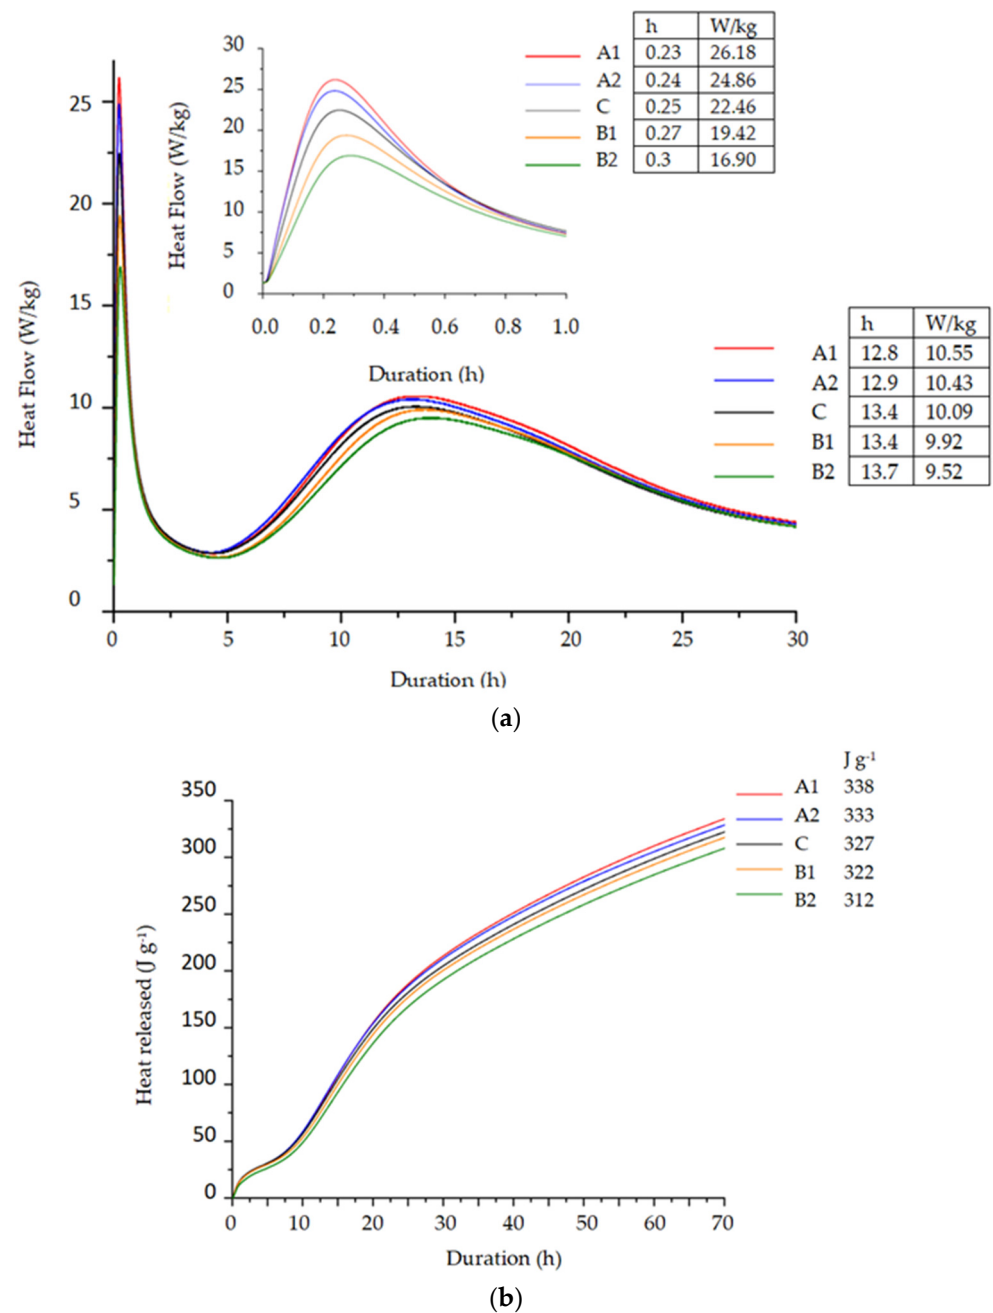 h W/kg
A1 0.23 26.18
A2 0.24 24.86
C 0.25 22.46
B1 0.27 19.42
B2 0.3 16.90
30
25
20
15
10
5
0
Heat Flow (W/kg)
0.0 0.2 0.4 0.6 0.8 1.0
Duration (h)
h W/kg
A1 12.8 10.55
A2 12.9 10.43
C 13.4 10.09
B1 13.4 9.92
B2 13.7 9.52
25
20
15
10
5
0
Heat Flow (W/kg)
0 5 10 15 20 25 30
Duration (h)
(a)
J g-1
A1 338
A2 333
C 327
B1 322
B2 312
350
300
250
200
150
100
50
0
Heat released (J g-1)
0 10 20 30 40 50 60 70
Duration (h)
(b)